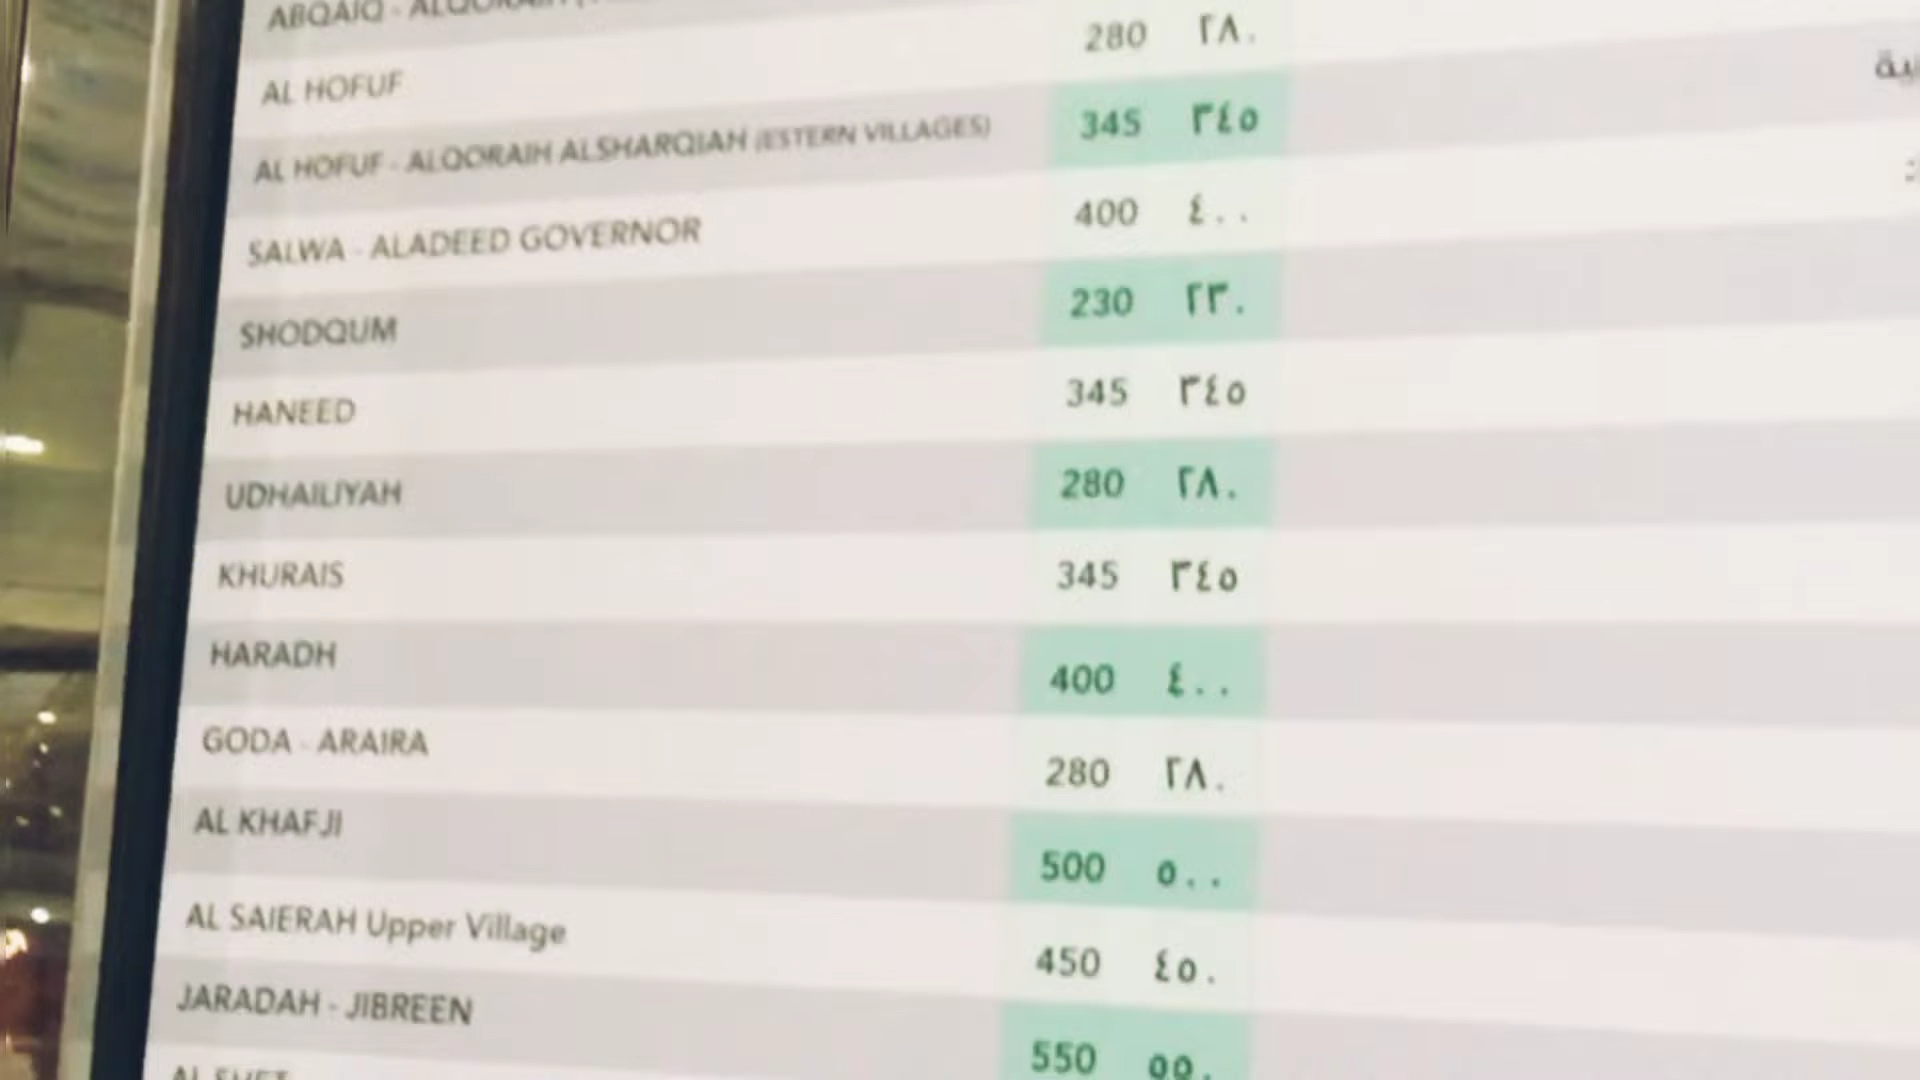 ABQAIQ - ALQORAIH
AL HOFUF 280 ٢٨٠
AL HOFUF - ALQORAIH ALSHARQIAH (ESTERN VILLAGES) 345 ٣٤٥
SALWA - ALADEED GOVERNOR 400 ٤٠٠
SHODQUM 230 ٢٣٠
HANEED 345 ٣٤٥
UDHAILIYAH 280 ٢٨٠
KHURAIS 345 ٣٤٥
HARADH 400 ٤٠٠
GODA - ARAIRA 280 ٢٨٠
AL KHAFJI 500 ٥٠٠
AL SAIERAH Upper Village 450 ٤٥٠
JARADAH - JIBREEN 550 ٥٥٠